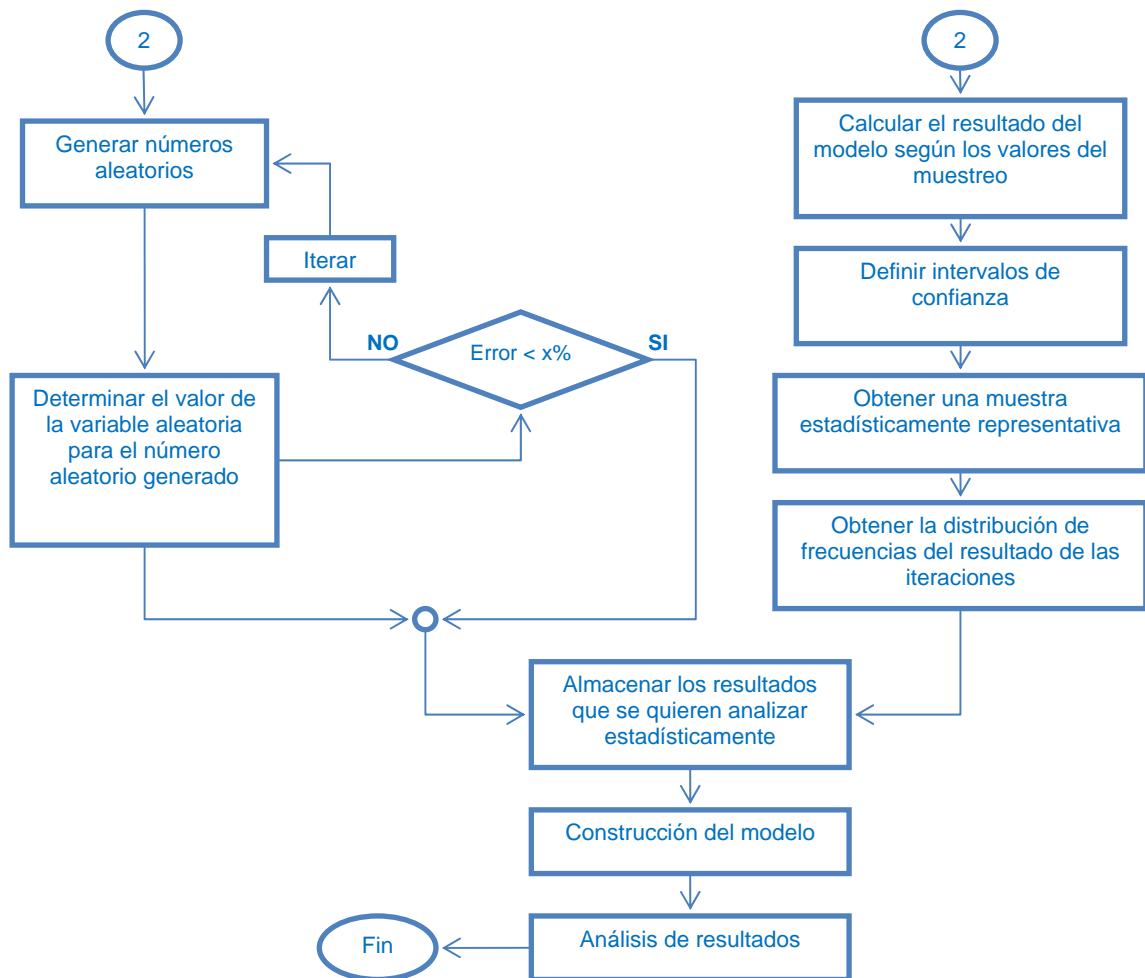 2
Generar números
aleatorios
Iterar
NO
Error < x%
SI
Determinar el valor de
la variable aleatoria
para el número
aleatorio generado
2
Calcular el resultado del
modelo según los valores del
muestreo
Definir intervalos de
confianza
Obtener una muestra
estadísticamente representativa
Obtener la distribución de
frecuencias del resultado de las
iteraciones
Almacenar los resultados
que se quieren analizar
estadísticamente
Construcción del modelo
Análisis de resultados
Fin